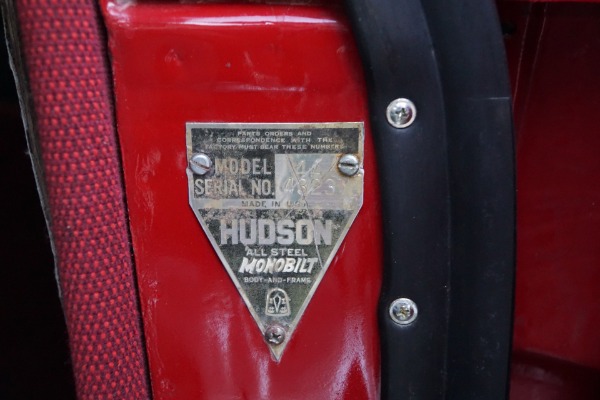 PARTS ORDERS AND
CORRESPONDENCE WITH THE
FACTORY MUST BEAR THESE NUMBERS
MODEL
SERIAL NO.
MADE IN U.S.A.
HUDSON
ALL STEEL
MONOBILT
BODY-AND-FRAME